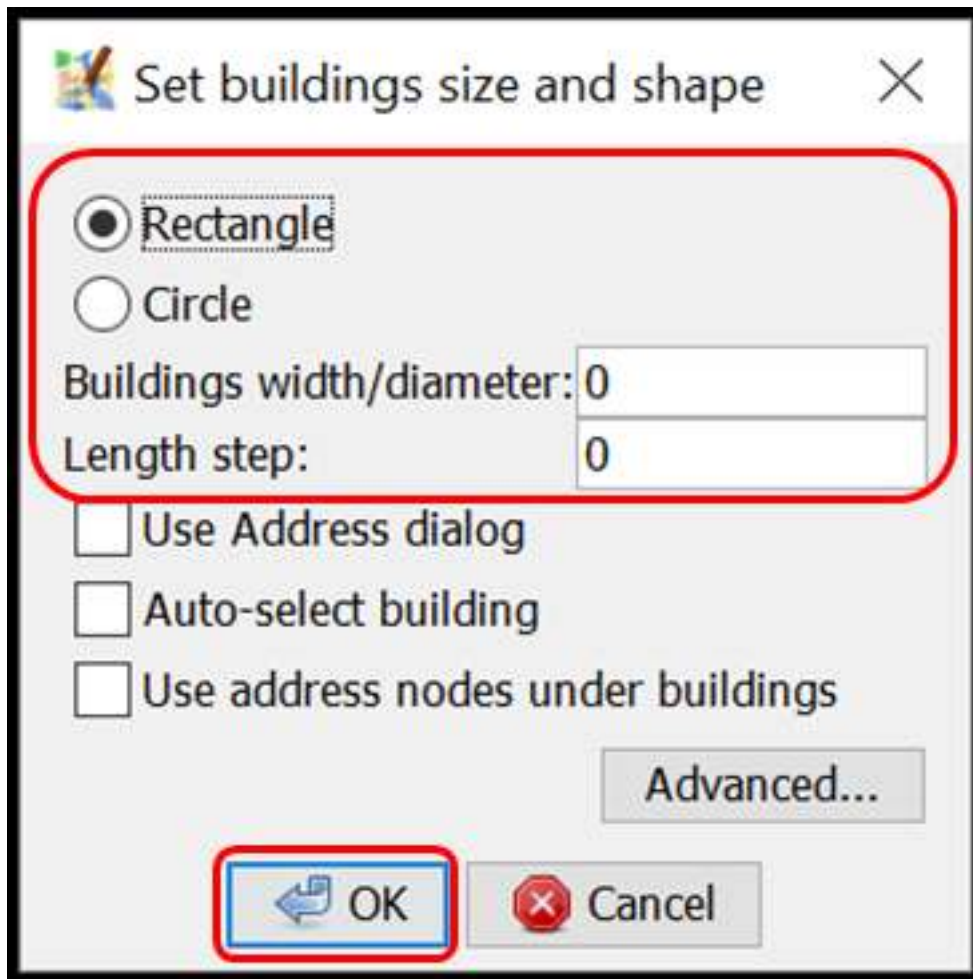 Set buildings size and shape
Rectangle
Circle
Buildings width/diameter: 0
Length step: 0
Use Address dialog
Auto-select building
Use address nodes under buildings
Advanced...
OK Cancel